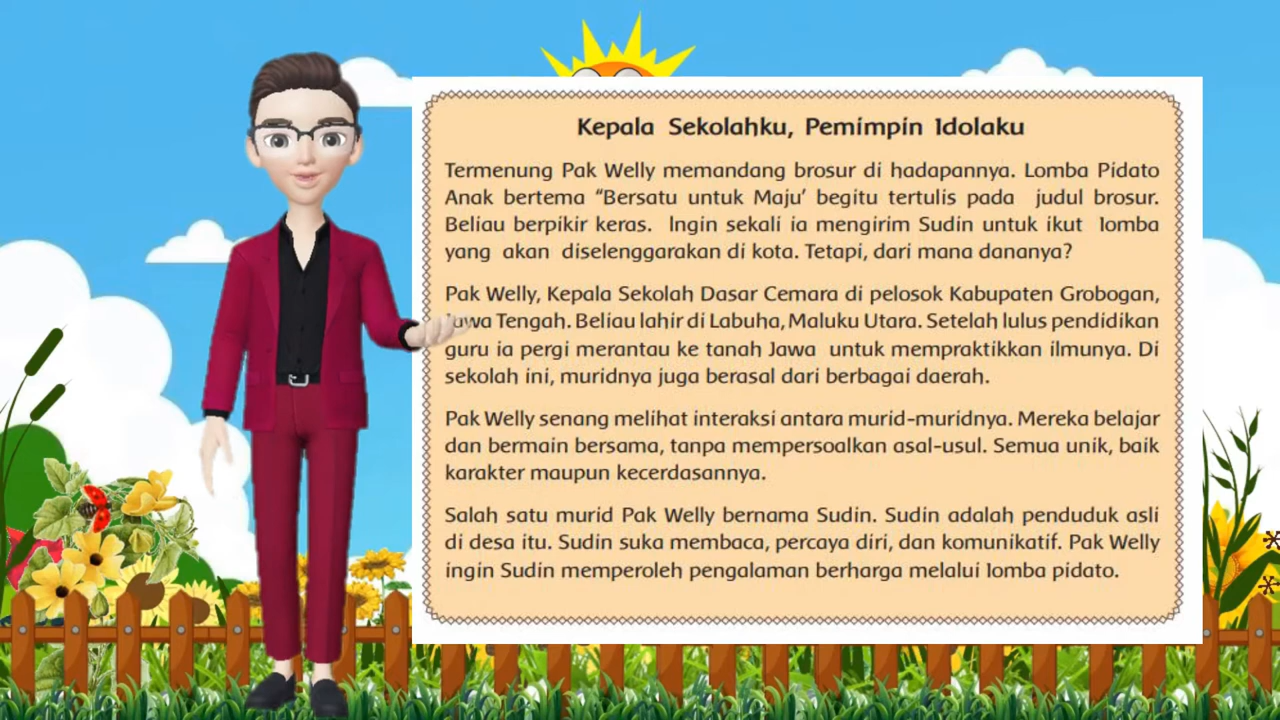 Kepala Sekolahku, Pemimpin Idolaku
Termenung Pak Welly memandang brosur di hadapannya. Lomba Pidato
Anak bertema “Bersatu untuk Maju’ begitu tertulis pada judul brosur.
Beliau berpikir keras. Ingin sekali ia mengirim Sudin untuk ikut lomba
yang akan diselenggarakan di kota. Tetapi, dari mana dananya?
Pak Welly, Kepala Sekolah Dasar Cemara di pelosok Kabupaten Grobogan,
Jawa Tengah. Beliau lahir di Labuha, Maluku Utara. Setelah lulus pendidikan
guru ia pergi merantau ke tanah Jawa untuk mempraktikkan ilmunya. Di
sekolah ini, muridnya juga berasal dari berbagai daerah.
Pak Welly senang melihat interaksi antara murid-muridnya. Mereka belajar
dan bermain bersama, tanpa mempersoalkan asal-usul. Semua unik, baik
karakter maupun kecerdasannya.
Salah satu murid Pak Welly bernama Sudin. Sudin adalah penduduk asli
di desa itu. Sudin suka membaca, percaya diri, dan komunikatif. Pak Welly
ingin Sudin memperoleh pengalaman berharga melalui lomba pidato.